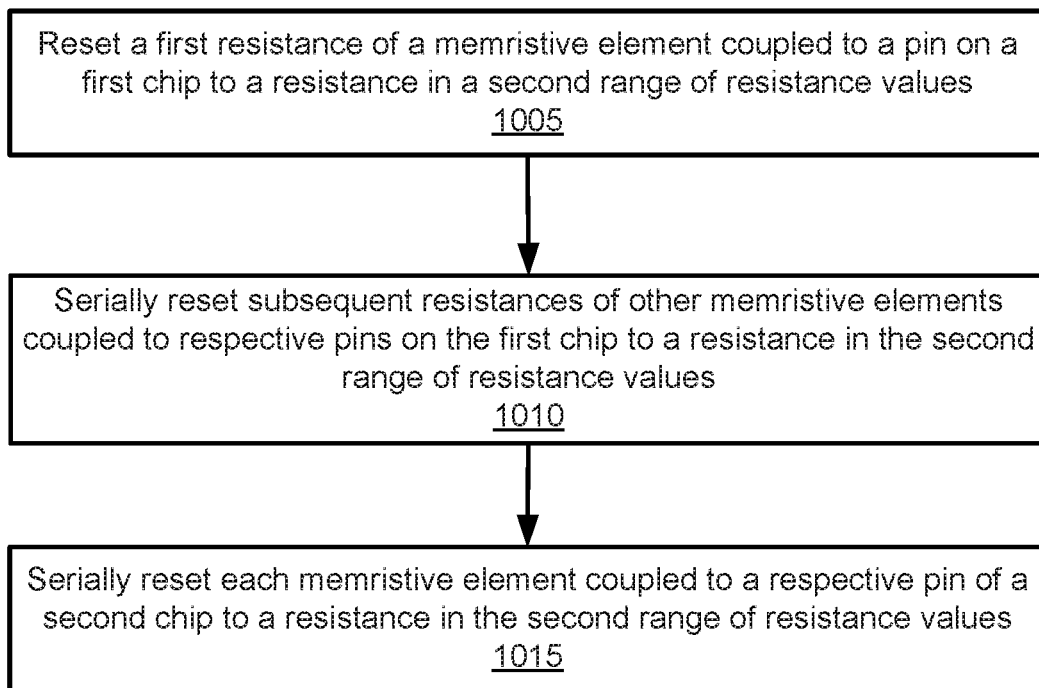 Reset a first resistance of a memristive element coupled to a pin on a
first chip to a resistance in a second range of resistance values
1005
Serially reset subsequent resistances of other memristive elements
coupled to respective pins on the first chip to a resistance in the second
range of resistance values
1010
Serially reset each memristive element coupled to a respective pin of a
second chip to a resistance in the second range of resistance values
1015